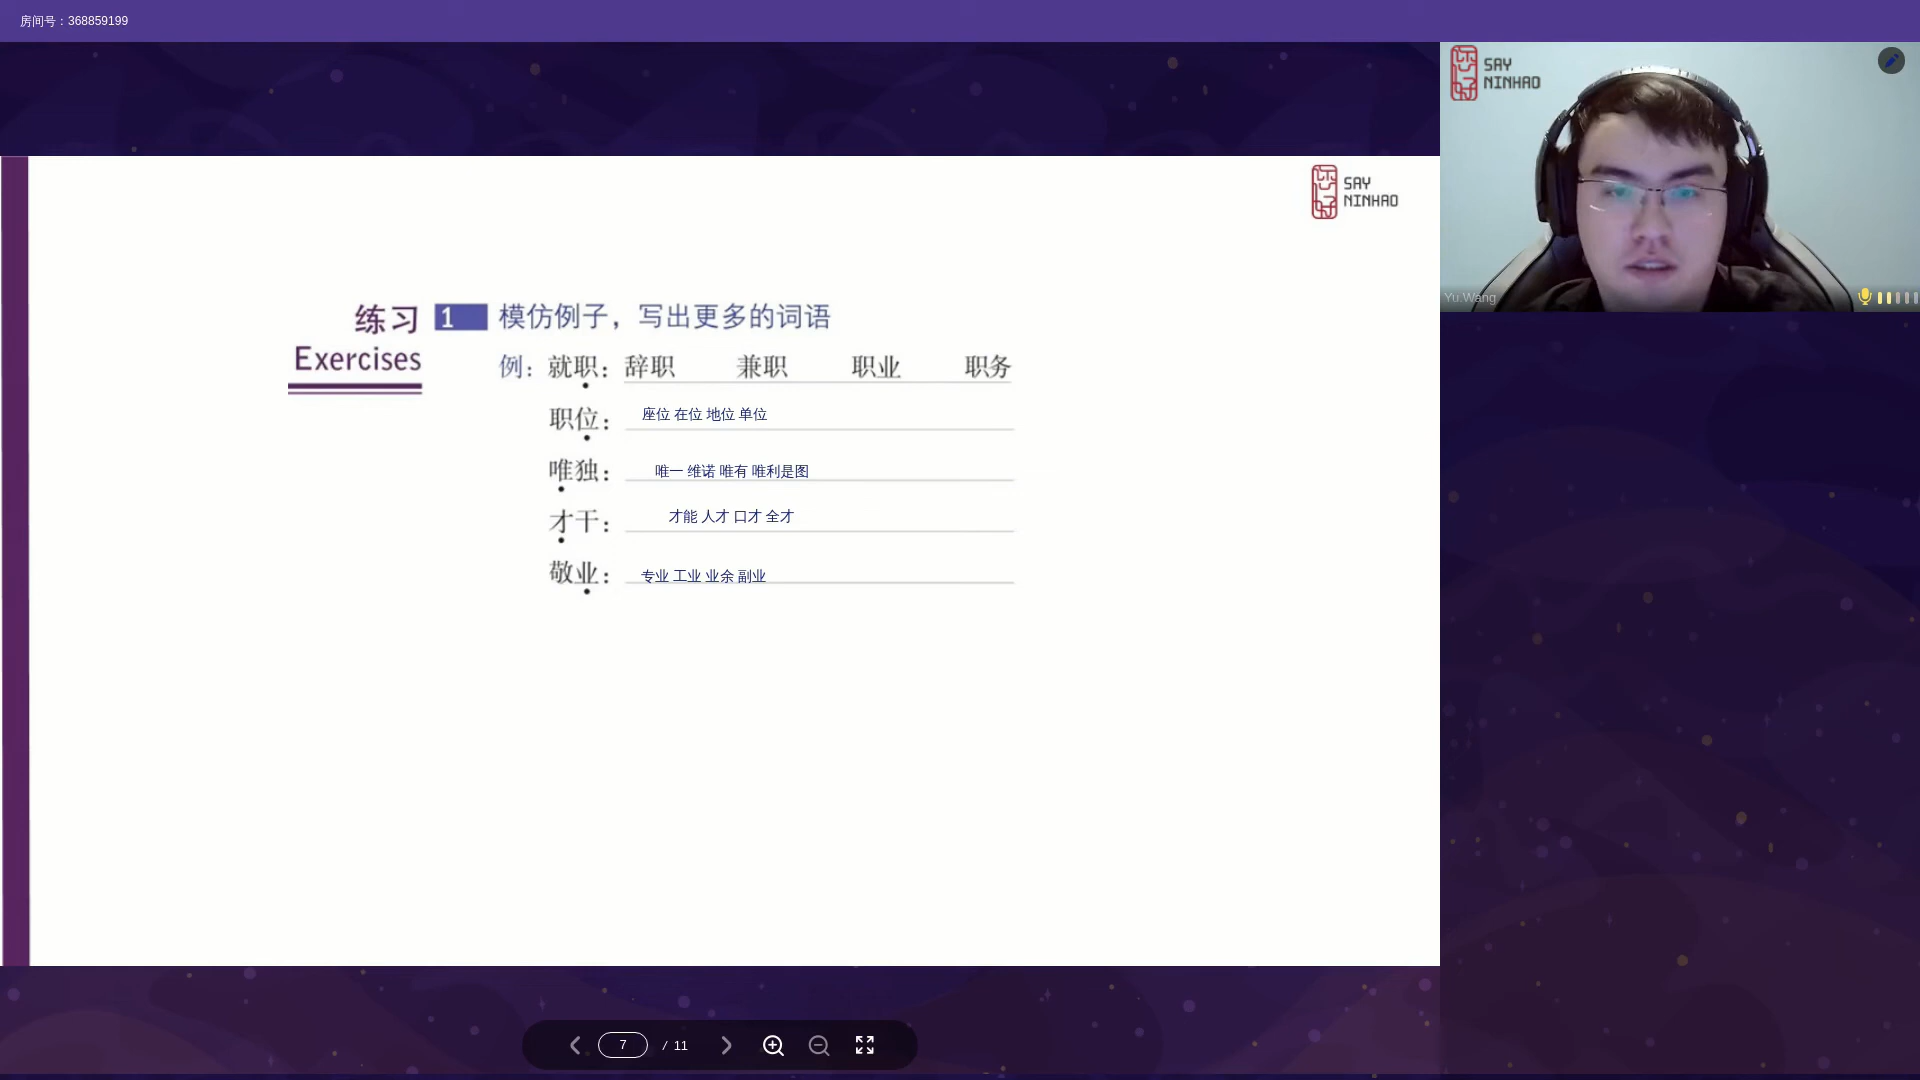 房间号：368859199
SAY
NINHAO
SAY
NINHAO
Yu.Wang
练习 1 模仿例子，写出更多的词语
Exercises
例：就职：辞职 兼职 职业 职务
职位：座位 在位 地位 单位
唯独：唯一 维诺 唯有 唯利是图
才干：才能 人才 口才 全才
敬业：专业 工业 业余 副业
7 / 11